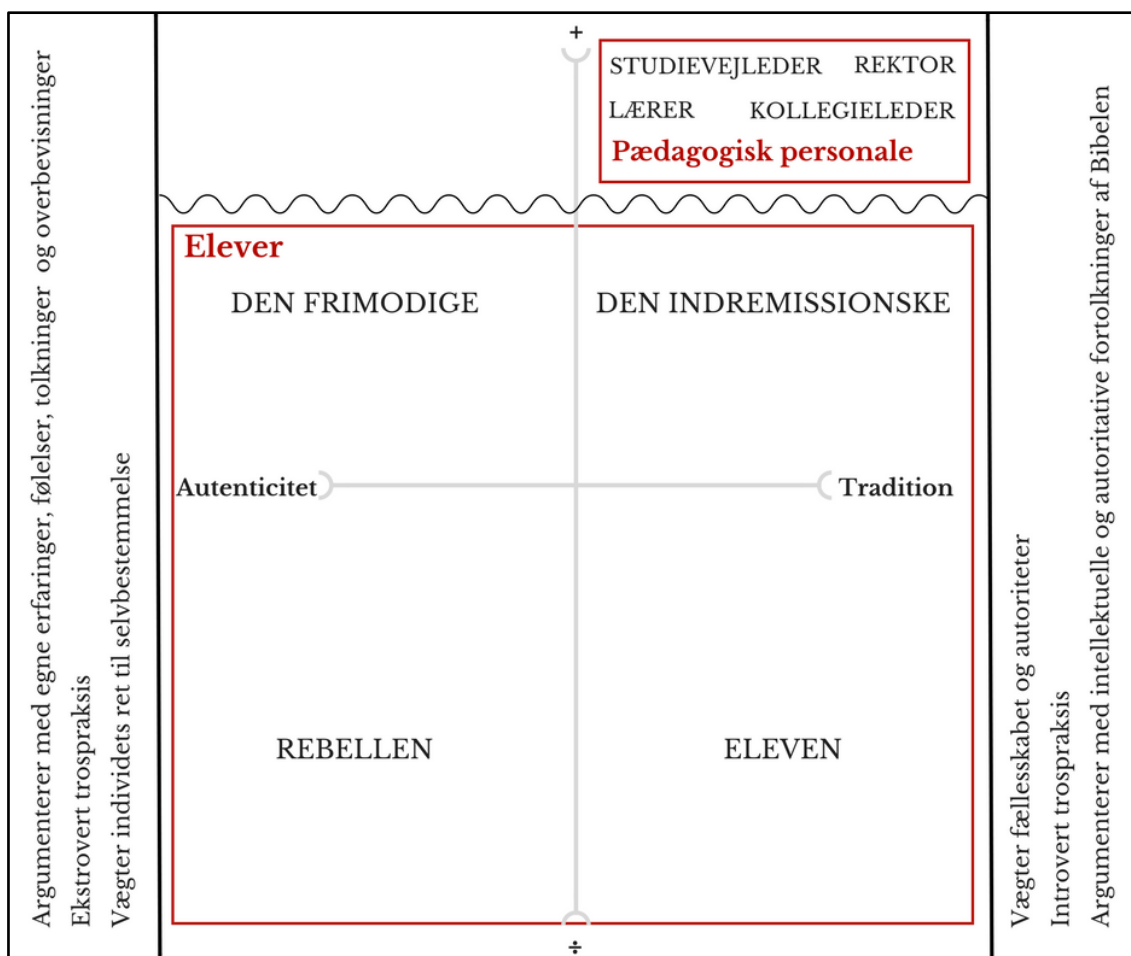 Argumenterer med egne erfaringer, følelser, tolkninger og overbevisninger
Ekstrovert trospraksis
Vægter individets ret til selvbestemmelse
+
STUDIEVEJLEDER REKTOR
LÆRER KOLLEGIELEDER
Pædagogisk personale
Elever
DEN FRIMODIGE DEN INDREMISSIONSKE
Autenticitet Tradition
REBELLEN ELEVEN
÷
Vægter fællesskabet og autoriteter
Introvert trospraksis
Argumenterer med intellektuelle og autoritative fortolkninger af Bibelen